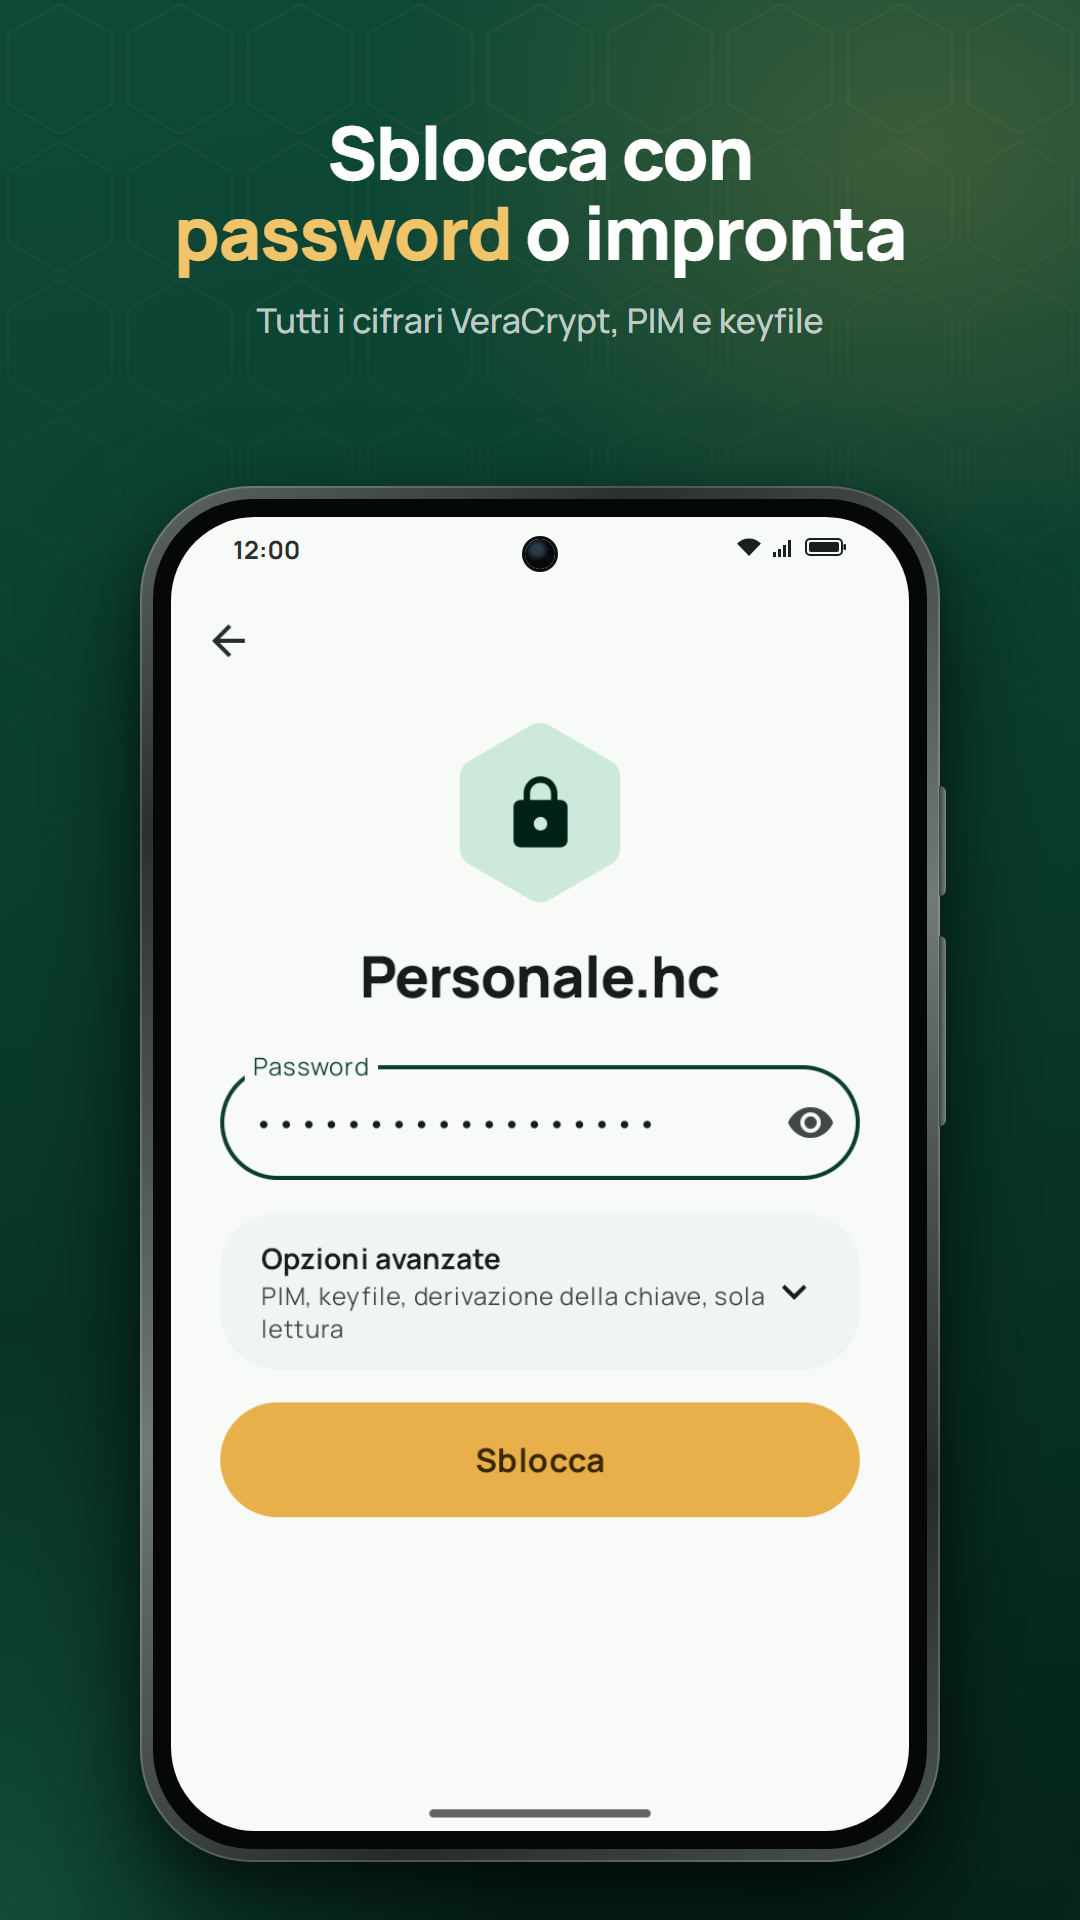 Sblocca con
password o impronta
Tutti i cifrari VeraCrypt, PIM e keyfile
12:00
Personale.hc
Password
Opzioni avanzate
PIM, keyfile, derivazione della chiave, sola
lettura
Sblocca